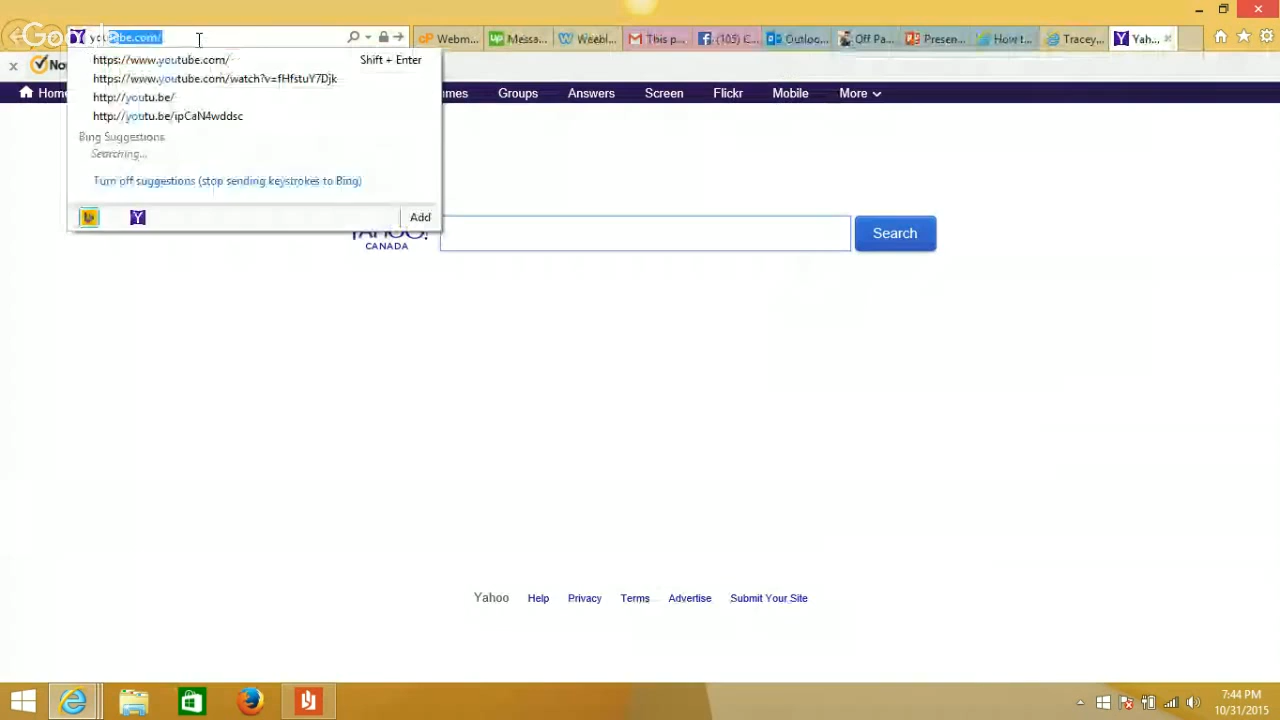 youtube.com/
Webm...
Messa...
Weebl...
This p...
(105) C...
Outloo...
Off Pa...
Presen...
How t...
Tracey,...
Yah...
https://www.youtube.com/ Shift + Enter
https://www.youtube.com/watch?v=fHfstuY7Djk
http://youtu.be/
http://youtu.be/ipCaN4wddsc
Bing Suggestions
Searching...
Turn off suggestions (stop sending keystrokes to Bing)
Add
Home
Groups
Answers
Screen
Flickr
Mobile
More
YAHOO!
CANADA
Search
Yahoo Help Privacy Terms Advertise Submit Your Site
7:44 PM
10/31/2015